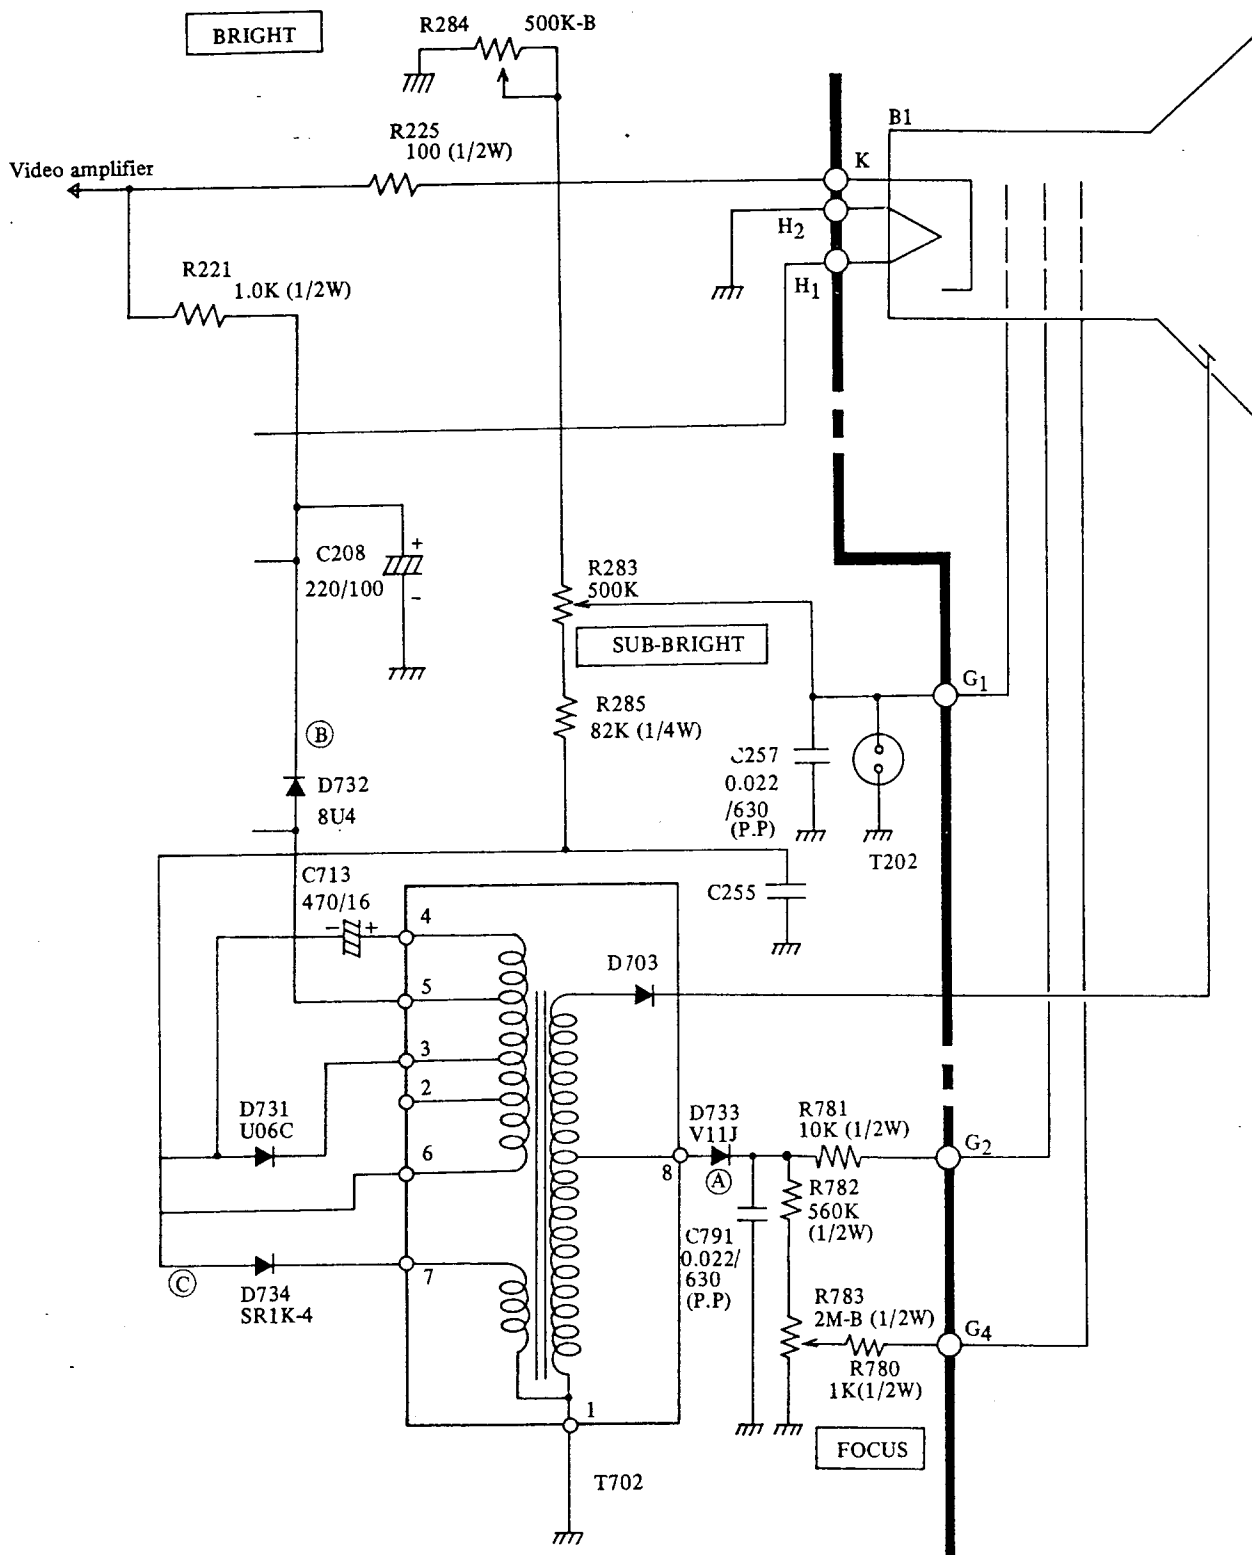 BRIGHT
R284
500K-B
R225
100 (1/2W)
B1
K
Video amplifier
H2
H1
R221
1.0K (1/2W)
C208
+
220/100
-
R283
500K
SUB-BRIGHT
G1
R285
82K (1/4W)
B
C257
0.022
/630
(P.P)
D732
8U4
T202
C713
470/16
- +
4
C255
D703
5
3
2
D731
U06C
6
D733
V11J
8
A
R781
10K (1/2W)
G2
R782
560K
(1/2W)
C791
0.022/
630
(P.P)
C
7
D734
SR1K-4
R783
2M-B (1/2W)
G4
R780
1K(1/2W)
1
FOCUS
T702